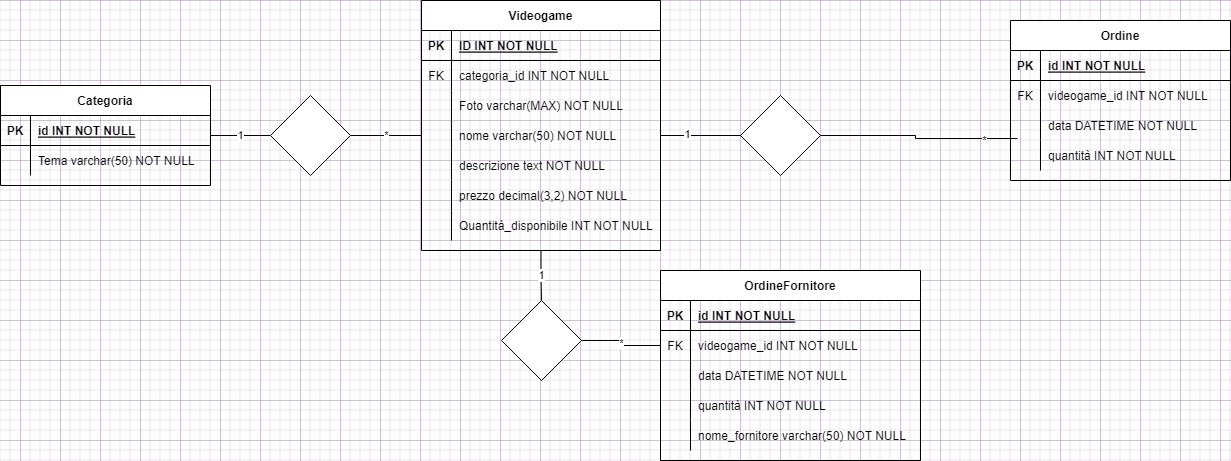 Categoria
PK id INT NOT NULL
Tema varchar(50) NOT NULL
1
*
Videogame
PK ID INT NOT NULL
FK categoria_id INT NOT NULL
Foto varchar(MAX) NOT NULL
nome varchar(50) NOT NULL
descrizione text NOT NULL
prezzo decimal(3,2) NOT NULL
Quantità_disponibile INT NOT NULL
1
*
Ordine
PK id INT NOT NULL
FK videogame_id INT NOT NULL
data DATETIME NOT NULL
quantità INT NOT NULL
1
*
OrdineFornitore
PK id INT NOT NULL
FK videogame_id INT NOT NULL
data DATETIME NOT NULL
quantità INT NOT NULL
nome_fornitore varchar(50) NOT NULL